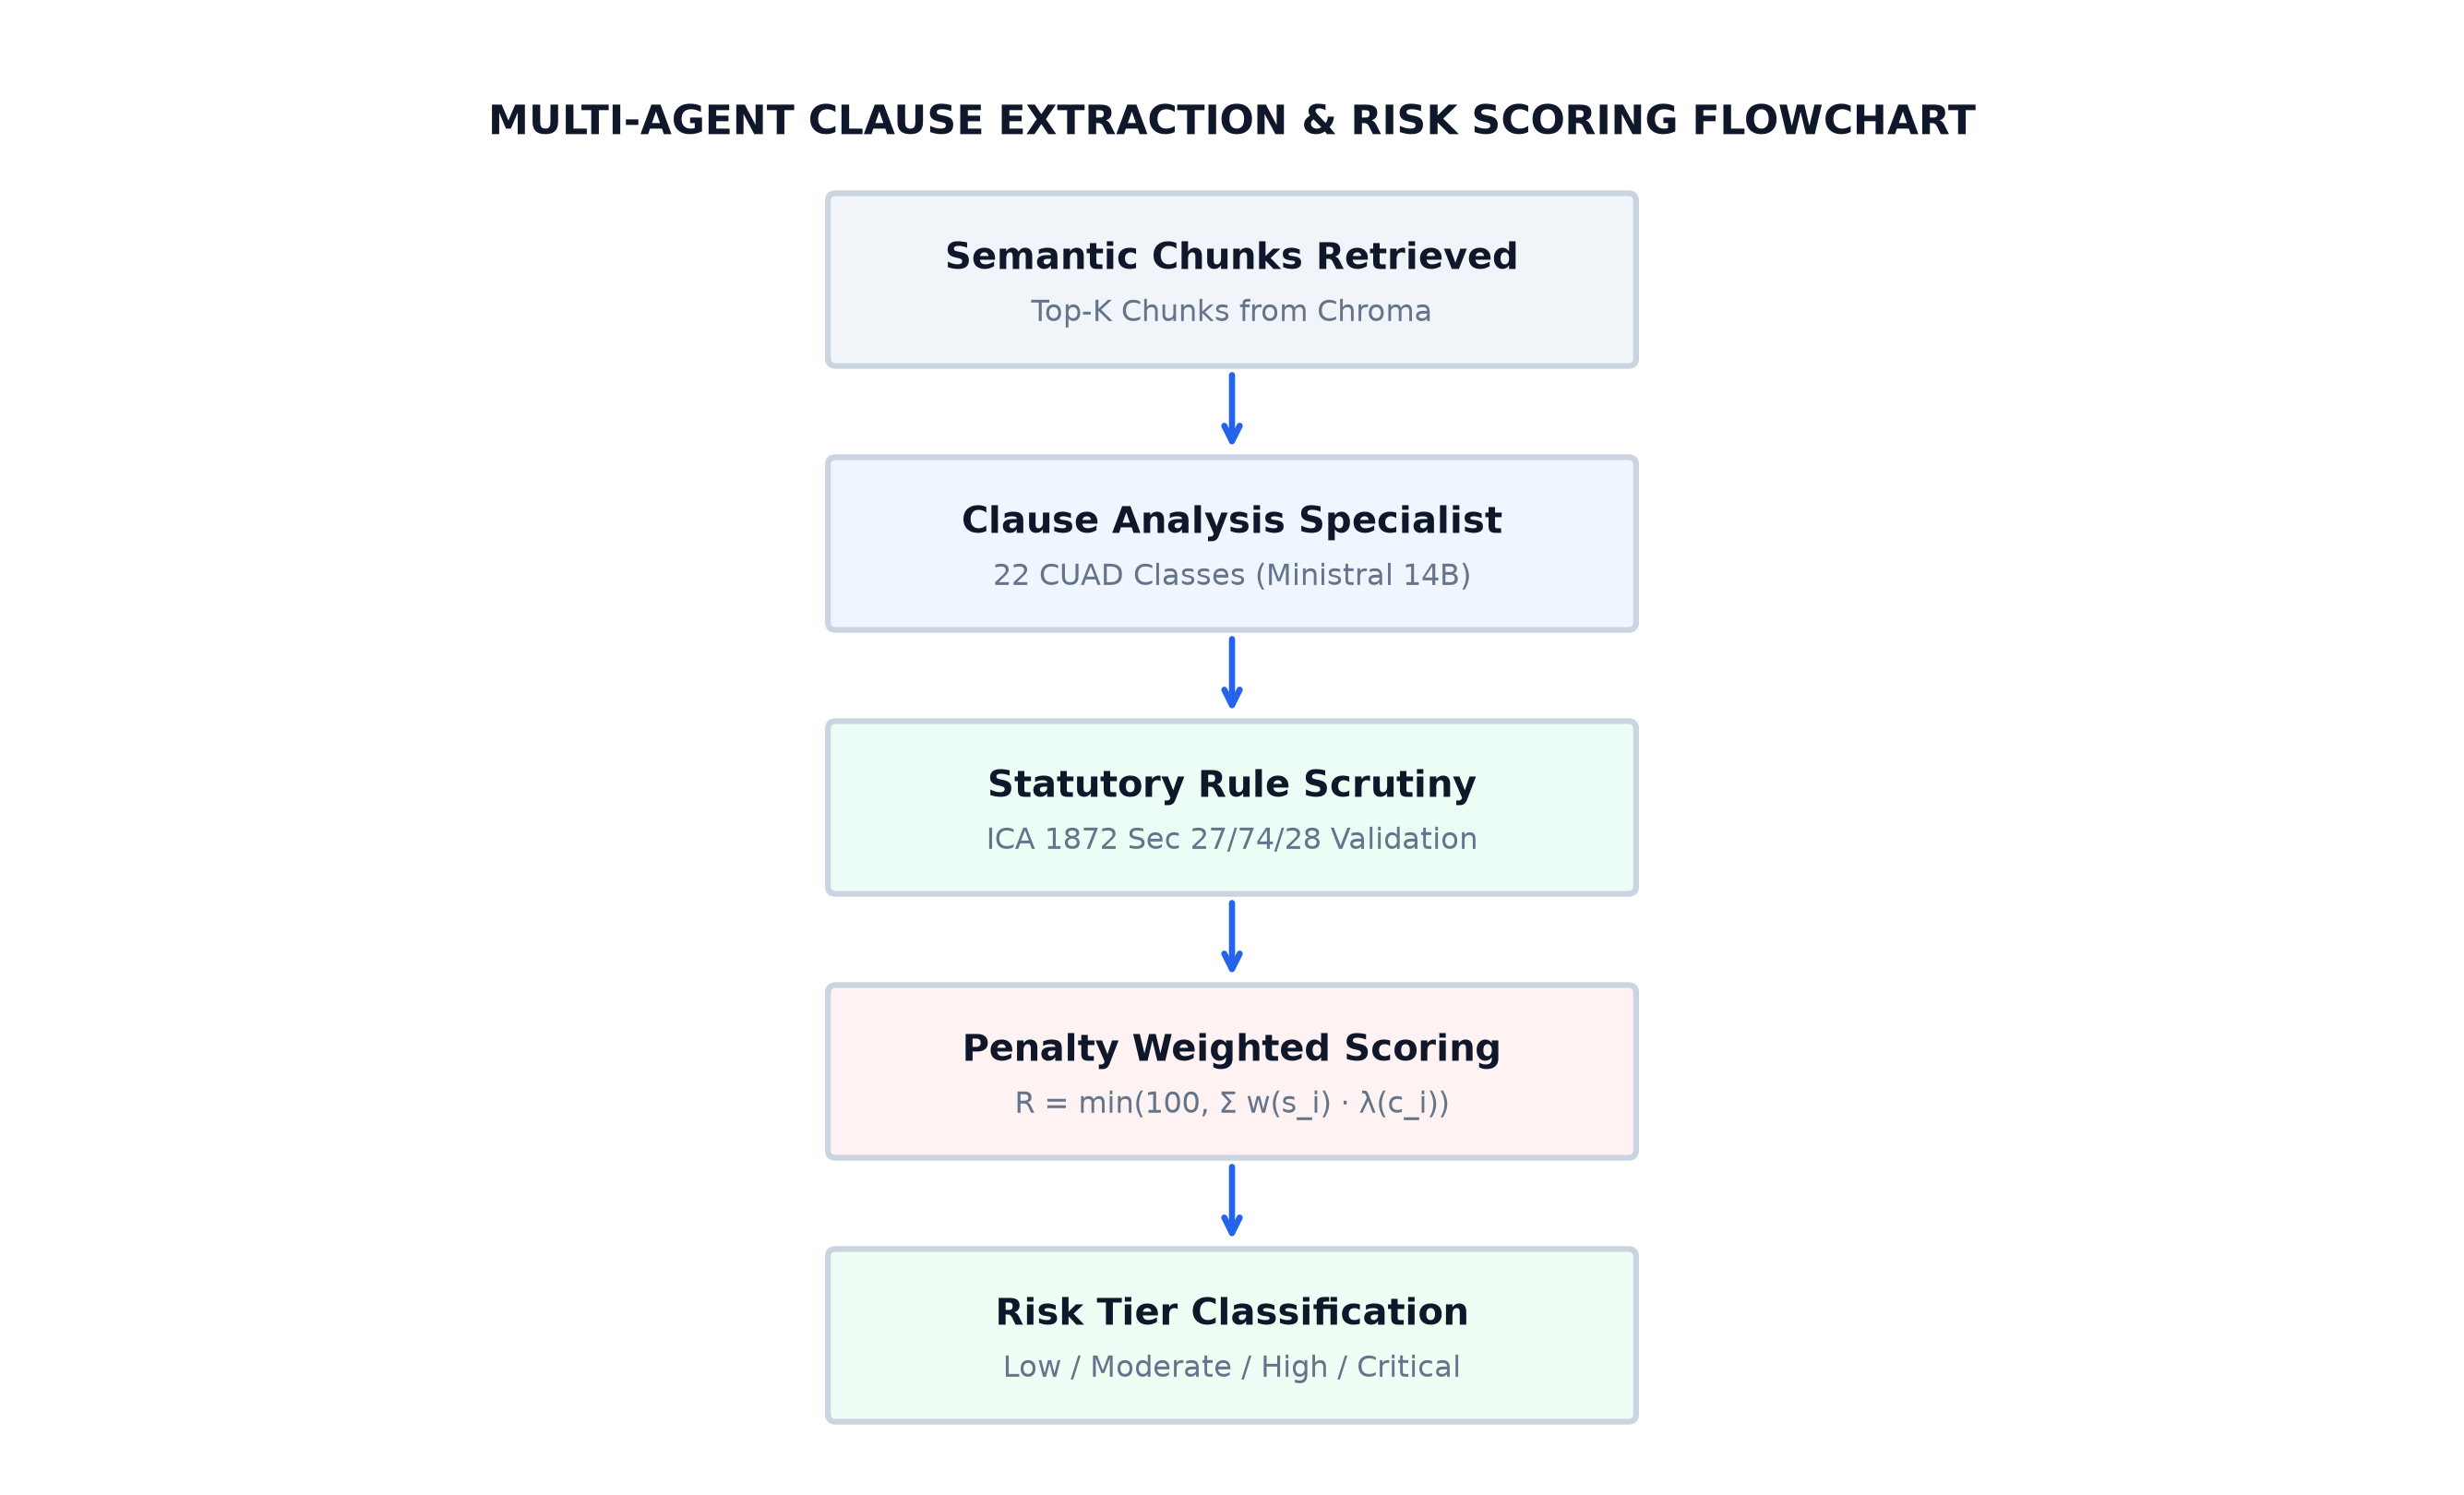 MULTI-AGENT CLAUSE EXTRACTION & RISK SCORING FLOWCHART
Semantic Chunks Retrieved
Top-K Chunks from Chroma
Clause Analysis Specialist
22 CUAD Classes (Ministral 14B)
Statutory Rule Scrutiny
ICA 1872 Sec 27/74/28 Validation
Penalty Weighted Scoring
R = min(100, Σ w(s_i) · λ(c_i))
Risk Tier Classification
Low / Moderate / High / Critical